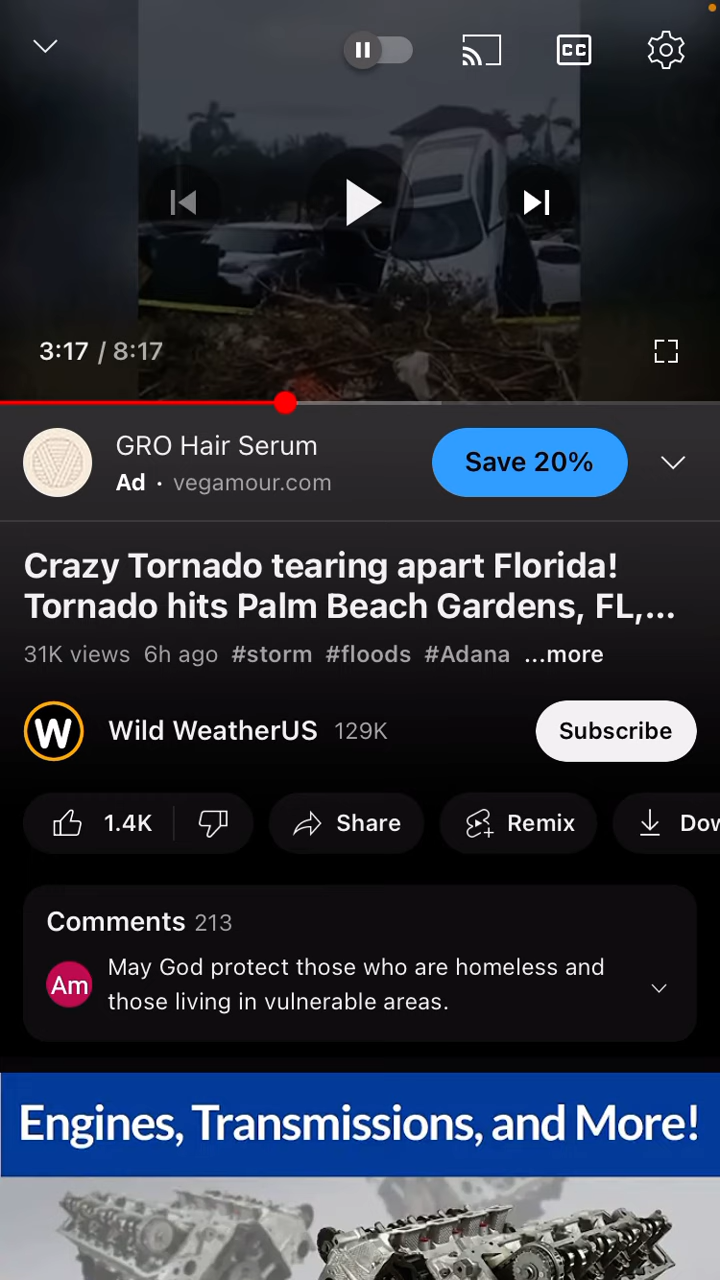 CC
3:17 / 8:17
GRO Hair Serum
Save 20%
Ad · vegamour.com
Crazy Tornado tearing apart Florida!
Tornado hits Palm Beach Gardens, FL,...
31K views 6h ago #storm #floods #Adana ...more
W
Wild WeatherUS 129K
Subscribe
1.4K
Share
Remix
Dow
Comments 213
Am
May God protect those who are homeless and
those living in vulnerable areas.
Engines, Transmissions, and More!